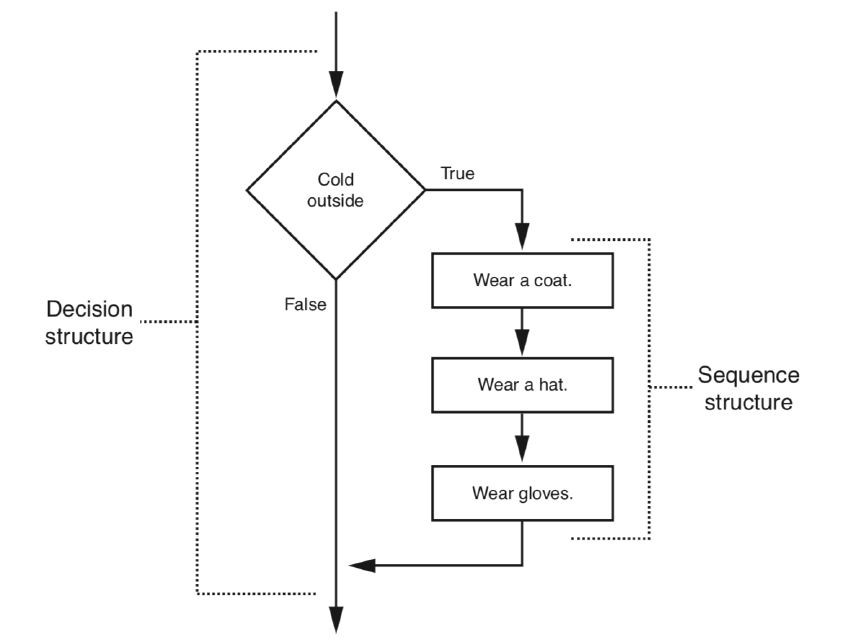 Cold
outside
True
Wear a coat.
False
Decision
structure
Wear a hat.
Sequence
structure
Wear gloves.